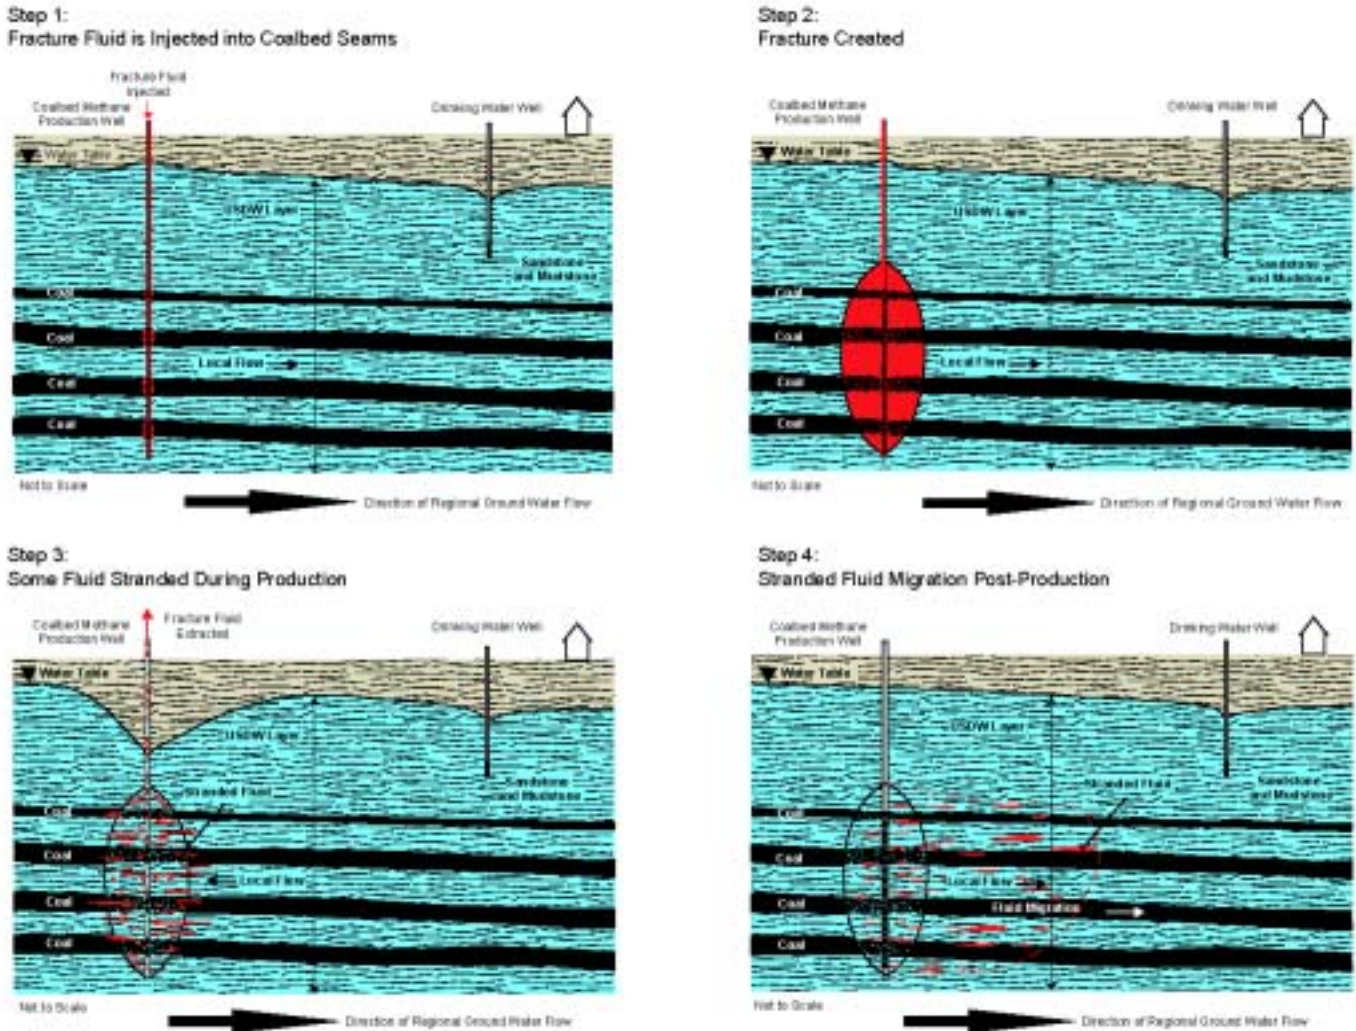 Step 1:
Fracture Fluid is Injected into Coalbed Seams
Fracture Fluid
Injected
Coalbed Methane
Production Well
Drinking Water Well
Water Table
USDW Layer
Sandstone
and Mudstone
Coal
Coal
Local Flow
Coal
Coal
Not to Scale
Direction of Regional Ground Water Flow
Step 2:
Fracture Created
Coalbed Methane
Production Well
Drinking Water Well
Water Table
USDW Layer
Sandstone
and Mudstone
Coal
Coal
Local Flow
Coal
Coal
Not to Scale
Direction of Regional Ground Water Flow
Step 3:
Some Fluid Stranded During Production
Coalbed Methane
Production Well
Fracture Fluid
Extracted
Drinking Water Well
Water Table
USDW Layer
Sandstone
and Mudstone
Stranded Fluid
Coal
Coal
Local Flow
Coal
Coal
Not to Scale
Direction of Regional Ground Water Flow
Step 4:
Stranded Fluid Migration Post-Production
Coalbed Methane
Production Well
Drinking Water Well
Water Table
USDW Layer
Stranded Fluid
Sandstone
and Mudstone
Coal
Coal
Local Flow
Coal
Fluid Migration
Coal
Not to Scale
Direction of Regional Ground Water Flow